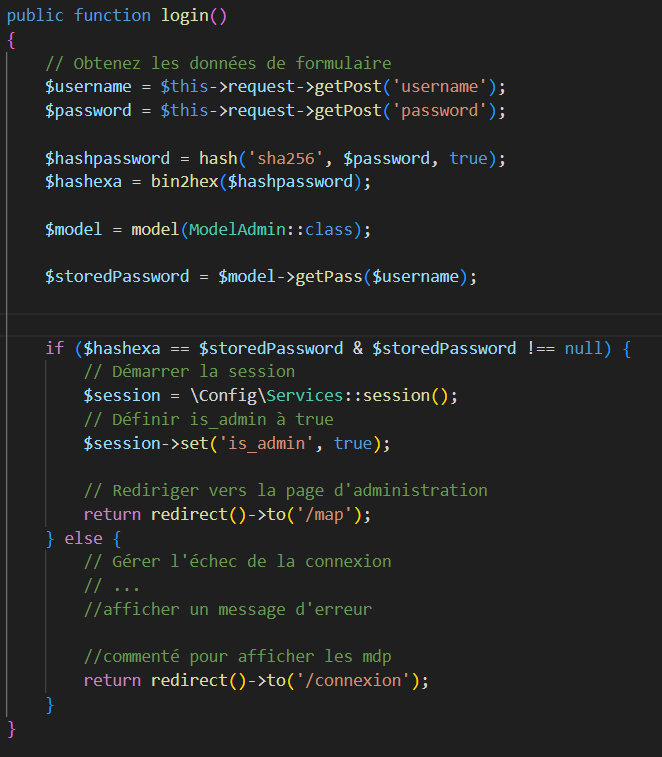 public function login()
{
// Obtenez les données de formulaire
$username = $this->request->getPost('username');
$password = $this->request->getPost('password');
$hashpassword = hash('sha256', $password, true);
$hashexa = bin2hex($hashpassword);
$model = model(ModelAdmin::class);
$storedPassword = $model->getPass($username);
if ($hashexa == $storedPassword & $storedPassword !== null) {
// Démarrer la session
$session = \Config\Services::session();
// Définir is_admin à true
$session->set('is_admin', true);
// Rediriger vers la page d'administration
return redirect()->to('/map');
} else {
// Gérer l'échec de la connexion
// ...
//afficher un message d'erreur
//commenté pour afficher les mdp
return redirect()->to('/connexion');
}
}